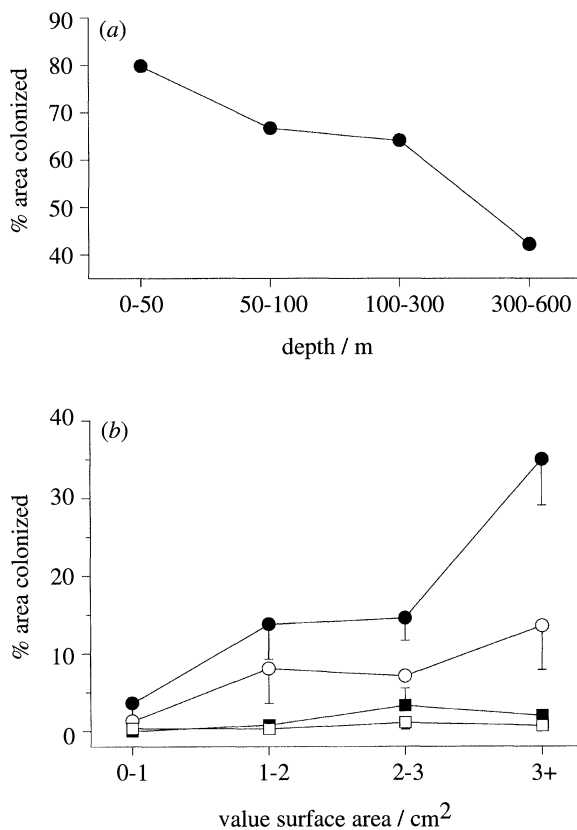 (a)
% area colonized
90
80
70
60
50
40
0-50 50-100 100-300 300-600
depth / m
(b)
% area colonized
40
30
20
10
0
0-1 1-2 2-3 3+
value surface area / cm2